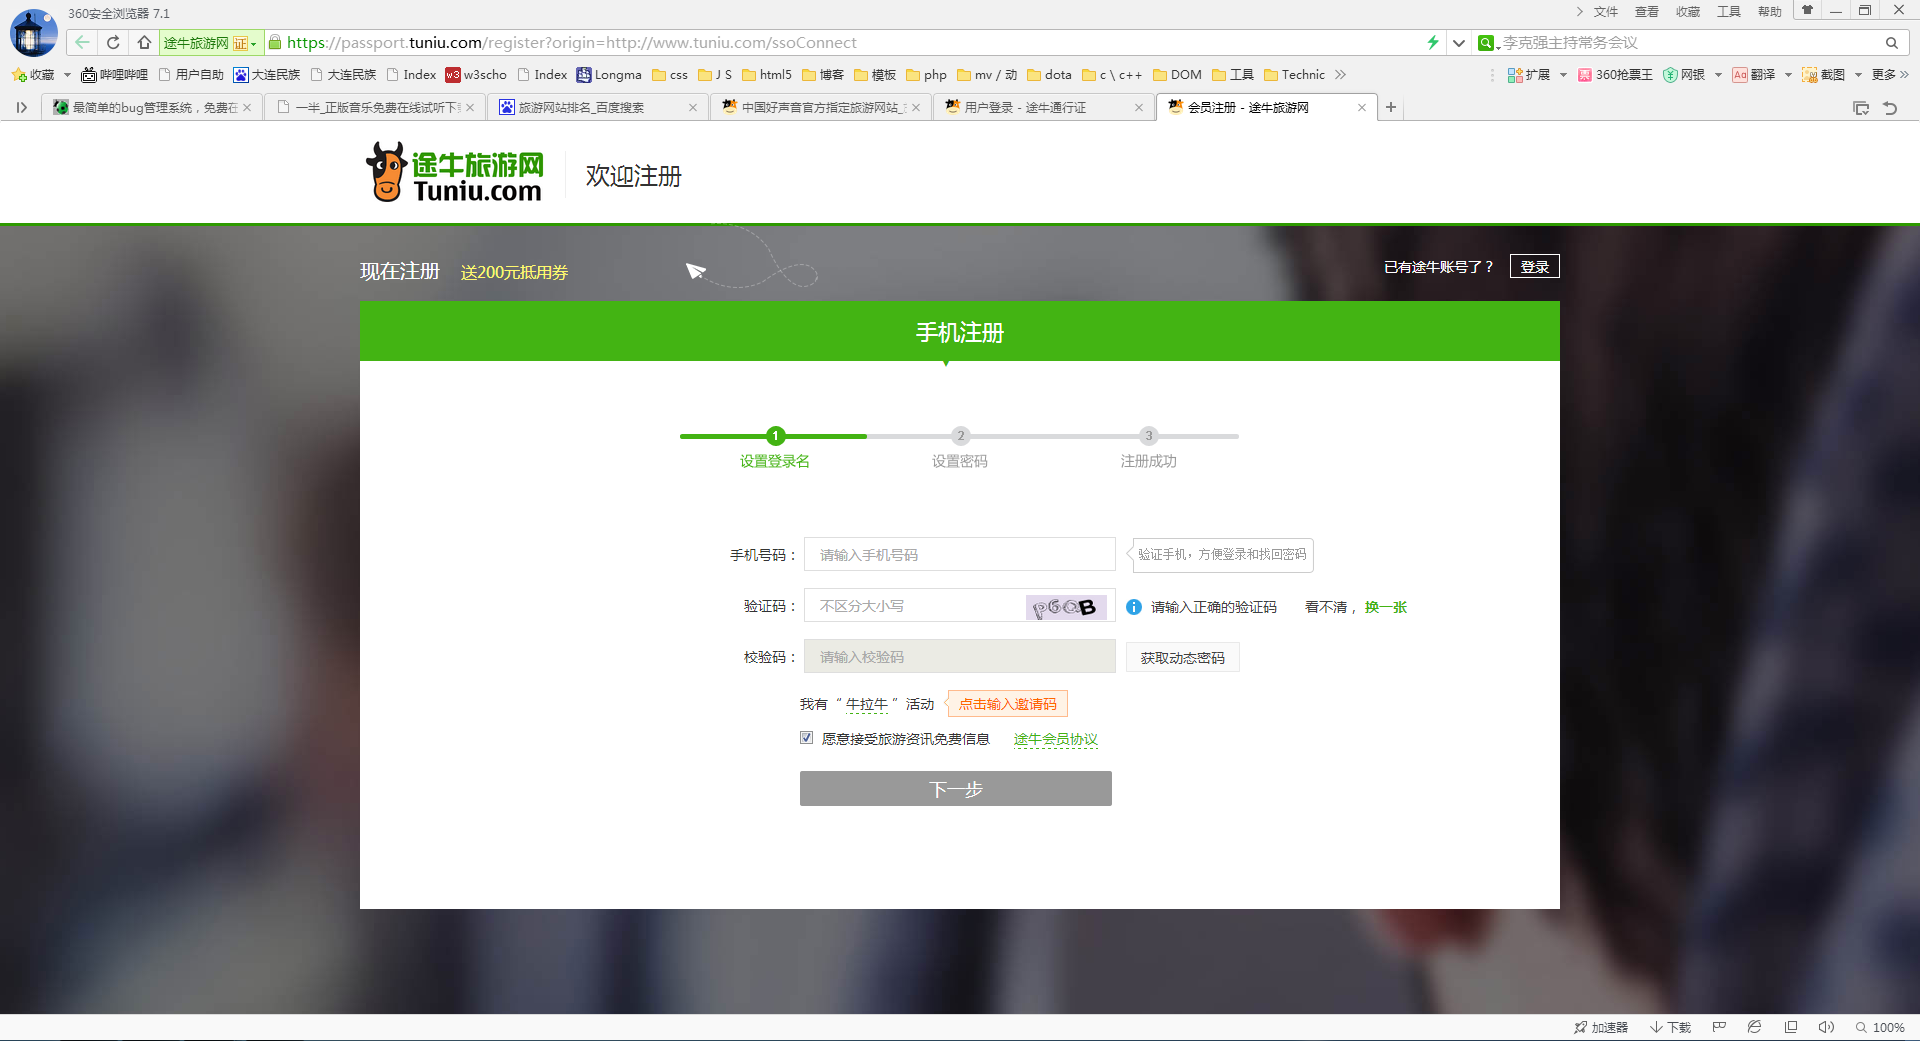 360安全浏览器 7.1
文件 查看 收藏 工具 帮助
途牛旅游网 证 https://passport.tuniu.com/register?origin=http://www.tuniu.com/ssoConnect
李克强主持常务会议
收藏 哔哩哔哩 用户自助 大连民族 大连民族 Index w3scho Index Longma css J S html5 博客 模板 php mv / 动 dota c \ c++ DOM 工具 Technic
扩展 360抢票王 网银 翻译 截图 更多
最简单的bug管理系统，免费在 一半_正版音乐免费在线试听下 旅游网站排名_百度搜索 中国好声音官方指定旅游网站_ 用户登录 - 途牛通行证 会员注册 - 途牛旅游网
途牛旅游网
Tuniu.com
欢迎注册
现在注册 送200元抵用券
已有途牛账号了？ 登录
手机注册
1 2 3
设置登录名 设置密码 注册成功
手机号码： 请输入手机号码 验证手机，方便登录和找回密码
验证码： 不区分大小写 p6QB 请输入正确的验证码 看不清， 换一张
校验码： 请输入校验码 获取动态密码
我有“ 牛拉牛 ” 活动 点击输入邀请码
愿意接受旅游资讯免费信息 途牛会员协议
下一步
加速器 下载 100%